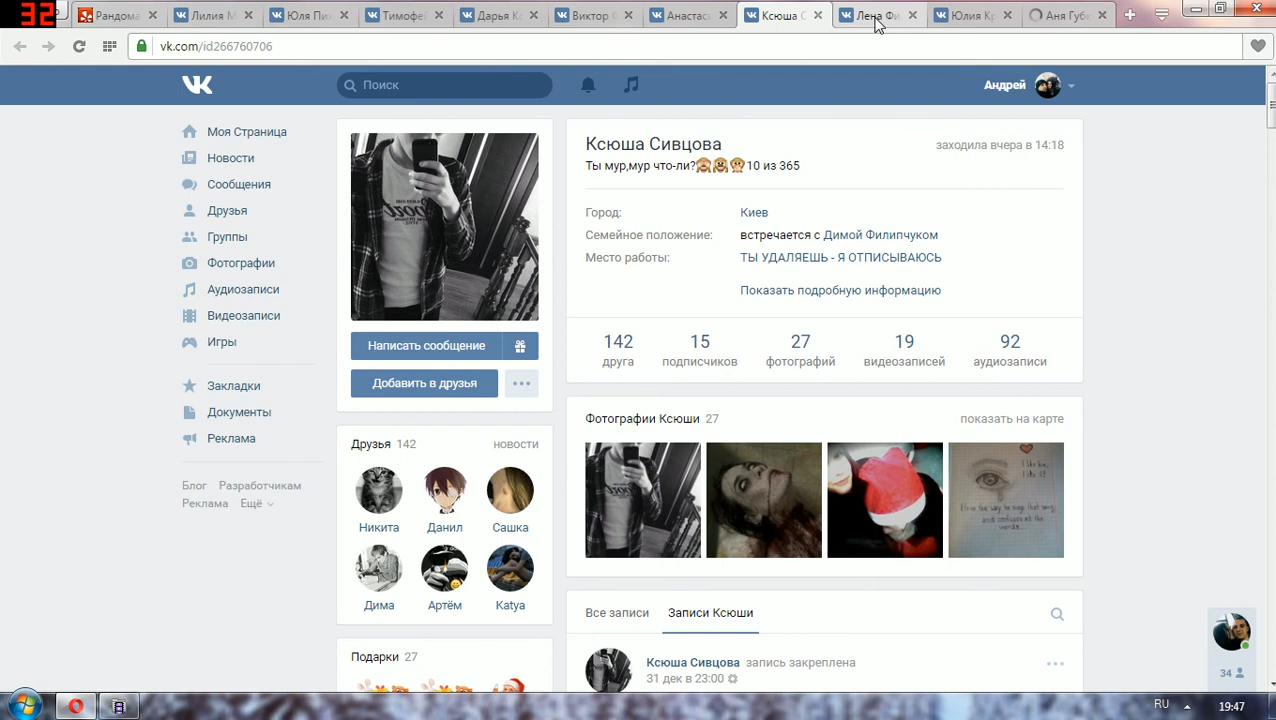 32
Рандома
Лилия М
Юля Пих
Тимофе
Дарья Ко
Виктор Ф
Анастас
Ксюша С
Лена Фи
Юлия Кр
Аня Губк
vk.com/id266760706
Поиск
Андрей
Моя Страница
Новости
Сообщения
Друзья
Группы
Фотографии
Аудиозаписи
Видеозаписи
Игры
Закладки
Документы
Реклама
Блог Разработчикам
Реклама Ещё
Написать сообщение
Добавить в друзья
Друзья 142 новости
Никита Данил Сашка
Дима Артём Katya
Подарки 27
Ксюша Сивцова заходила вчера в 14:18
Ты мур,мур что-ли?🙈🙊🙊10 из 365
Город: Киев
Семейное положение: встречается с Димой Филипчуком
Место работы: ТЫ УДАЛЯЕШЬ - Я ОТПИСЫВАЮСЬ
Показать подробную информацию
142 15 27 19 92
друга подписчиков фотографий видеозаписей аудиозаписи
Фотографии Ксюши 27 показать на карте
Все записи Записи Ксюши
Ксюша Сивцова запись закреплена
31 дек в 23:00
34
RU 19:47